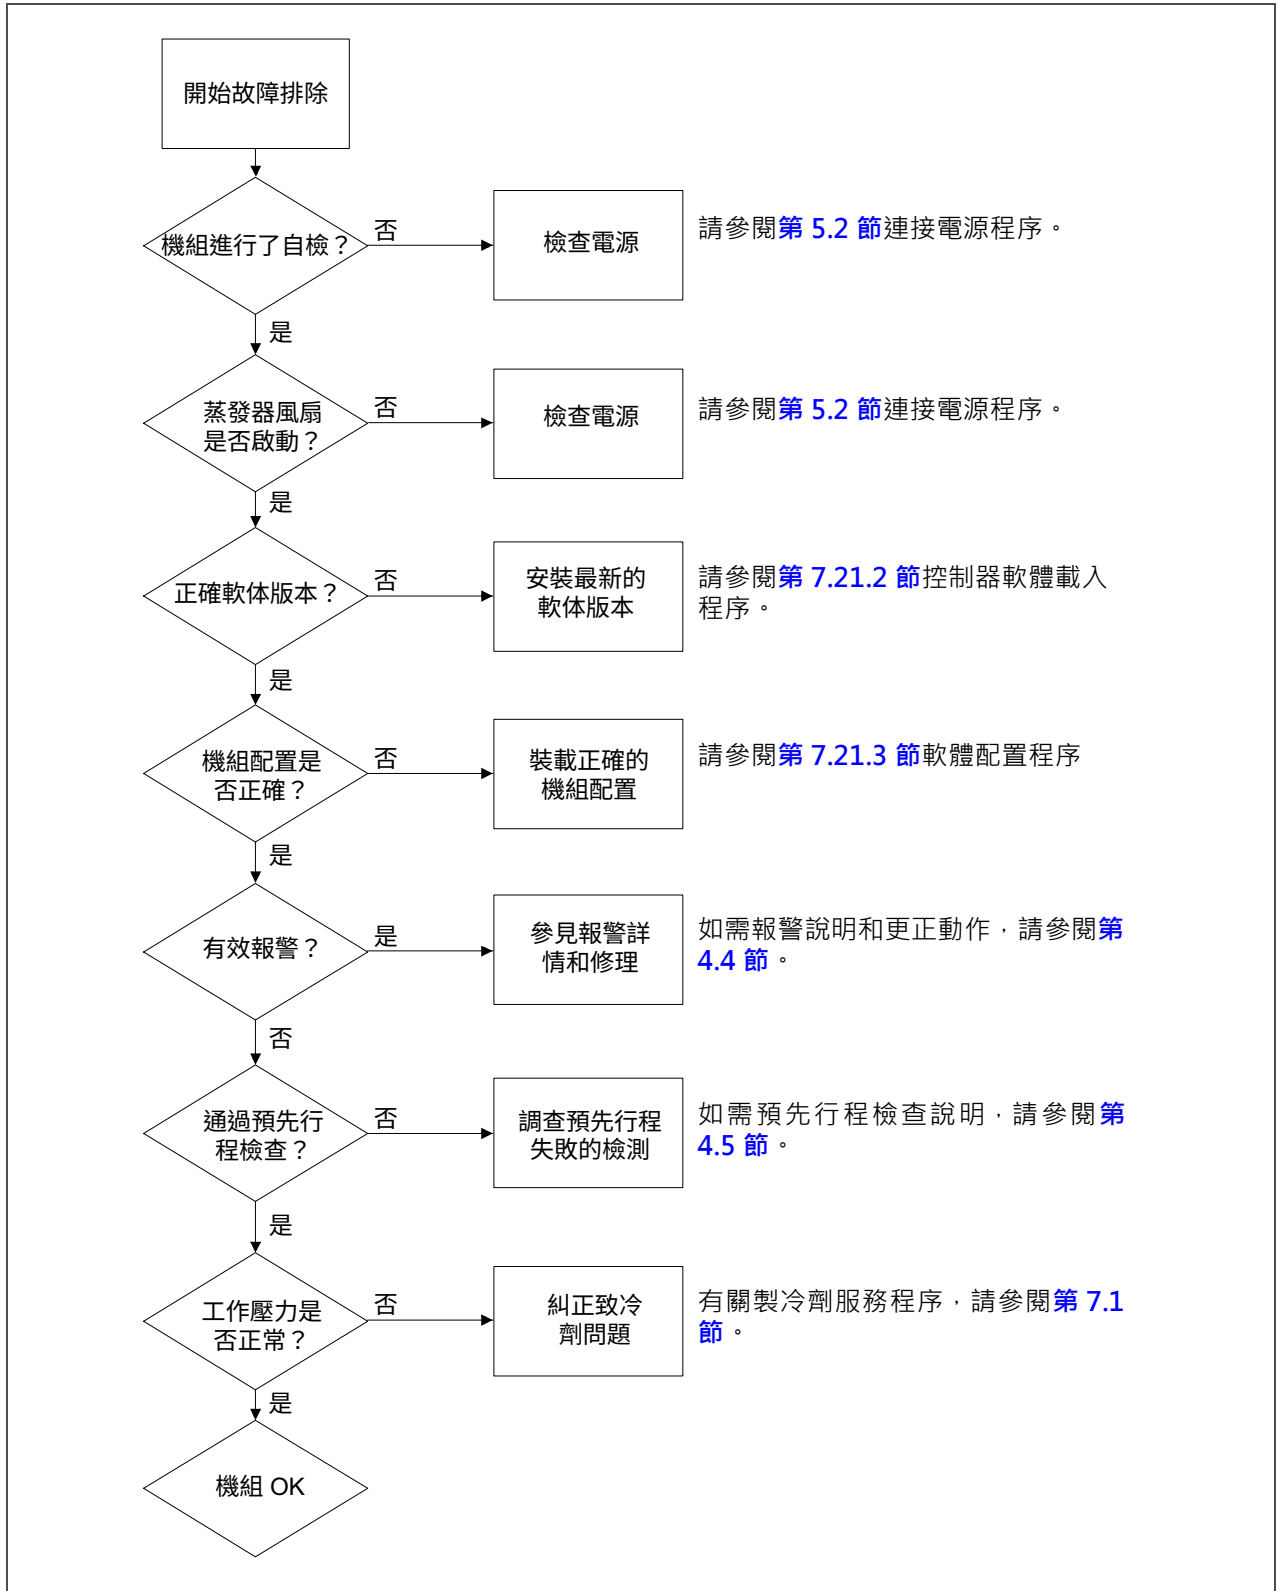 開始故障排除
機組進行了自檢？
否
檢查電源
請參閱第 5.2 節連接電源程序。
是
蒸發器風扇
是否啟動？
否
檢查電源
請參閱第 5.2 節連接電源程序。
是
正確軟体版本？
否
安裝最新的
軟体版本
請參閱第 7.21.2 節控制器軟體載入
程序。
是
機組配置是
否正確？
否
裝載正確的
機組配置
請參閱第 7.21.3 節軟體配置程序
是
有效報警？
是
參見報警詳
情和修理
如需報警說明和更正動作，請參閱第
4.4 節。
否
通過預先行
程檢查？
否
調查預先行程
失敗的檢測
如需預先行程檢查說明，請參閱第
4.5 節。
是
工作壓力是
否正常？
否
糾正致冷
劑問題
有關製冷劑服務程序，請參閱第 7.1
節。
是
機組 OK